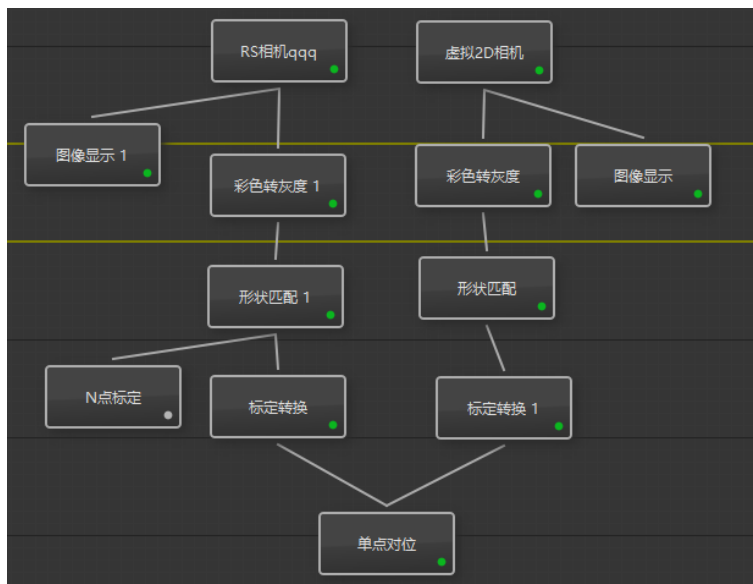 RS相机qqq
虚拟2D相机
图像显示 1
彩色转灰度 1
彩色转灰度
图像显示
形状匹配 1
形状匹配
N点标定
标定转换
标定转换 1
单点对位